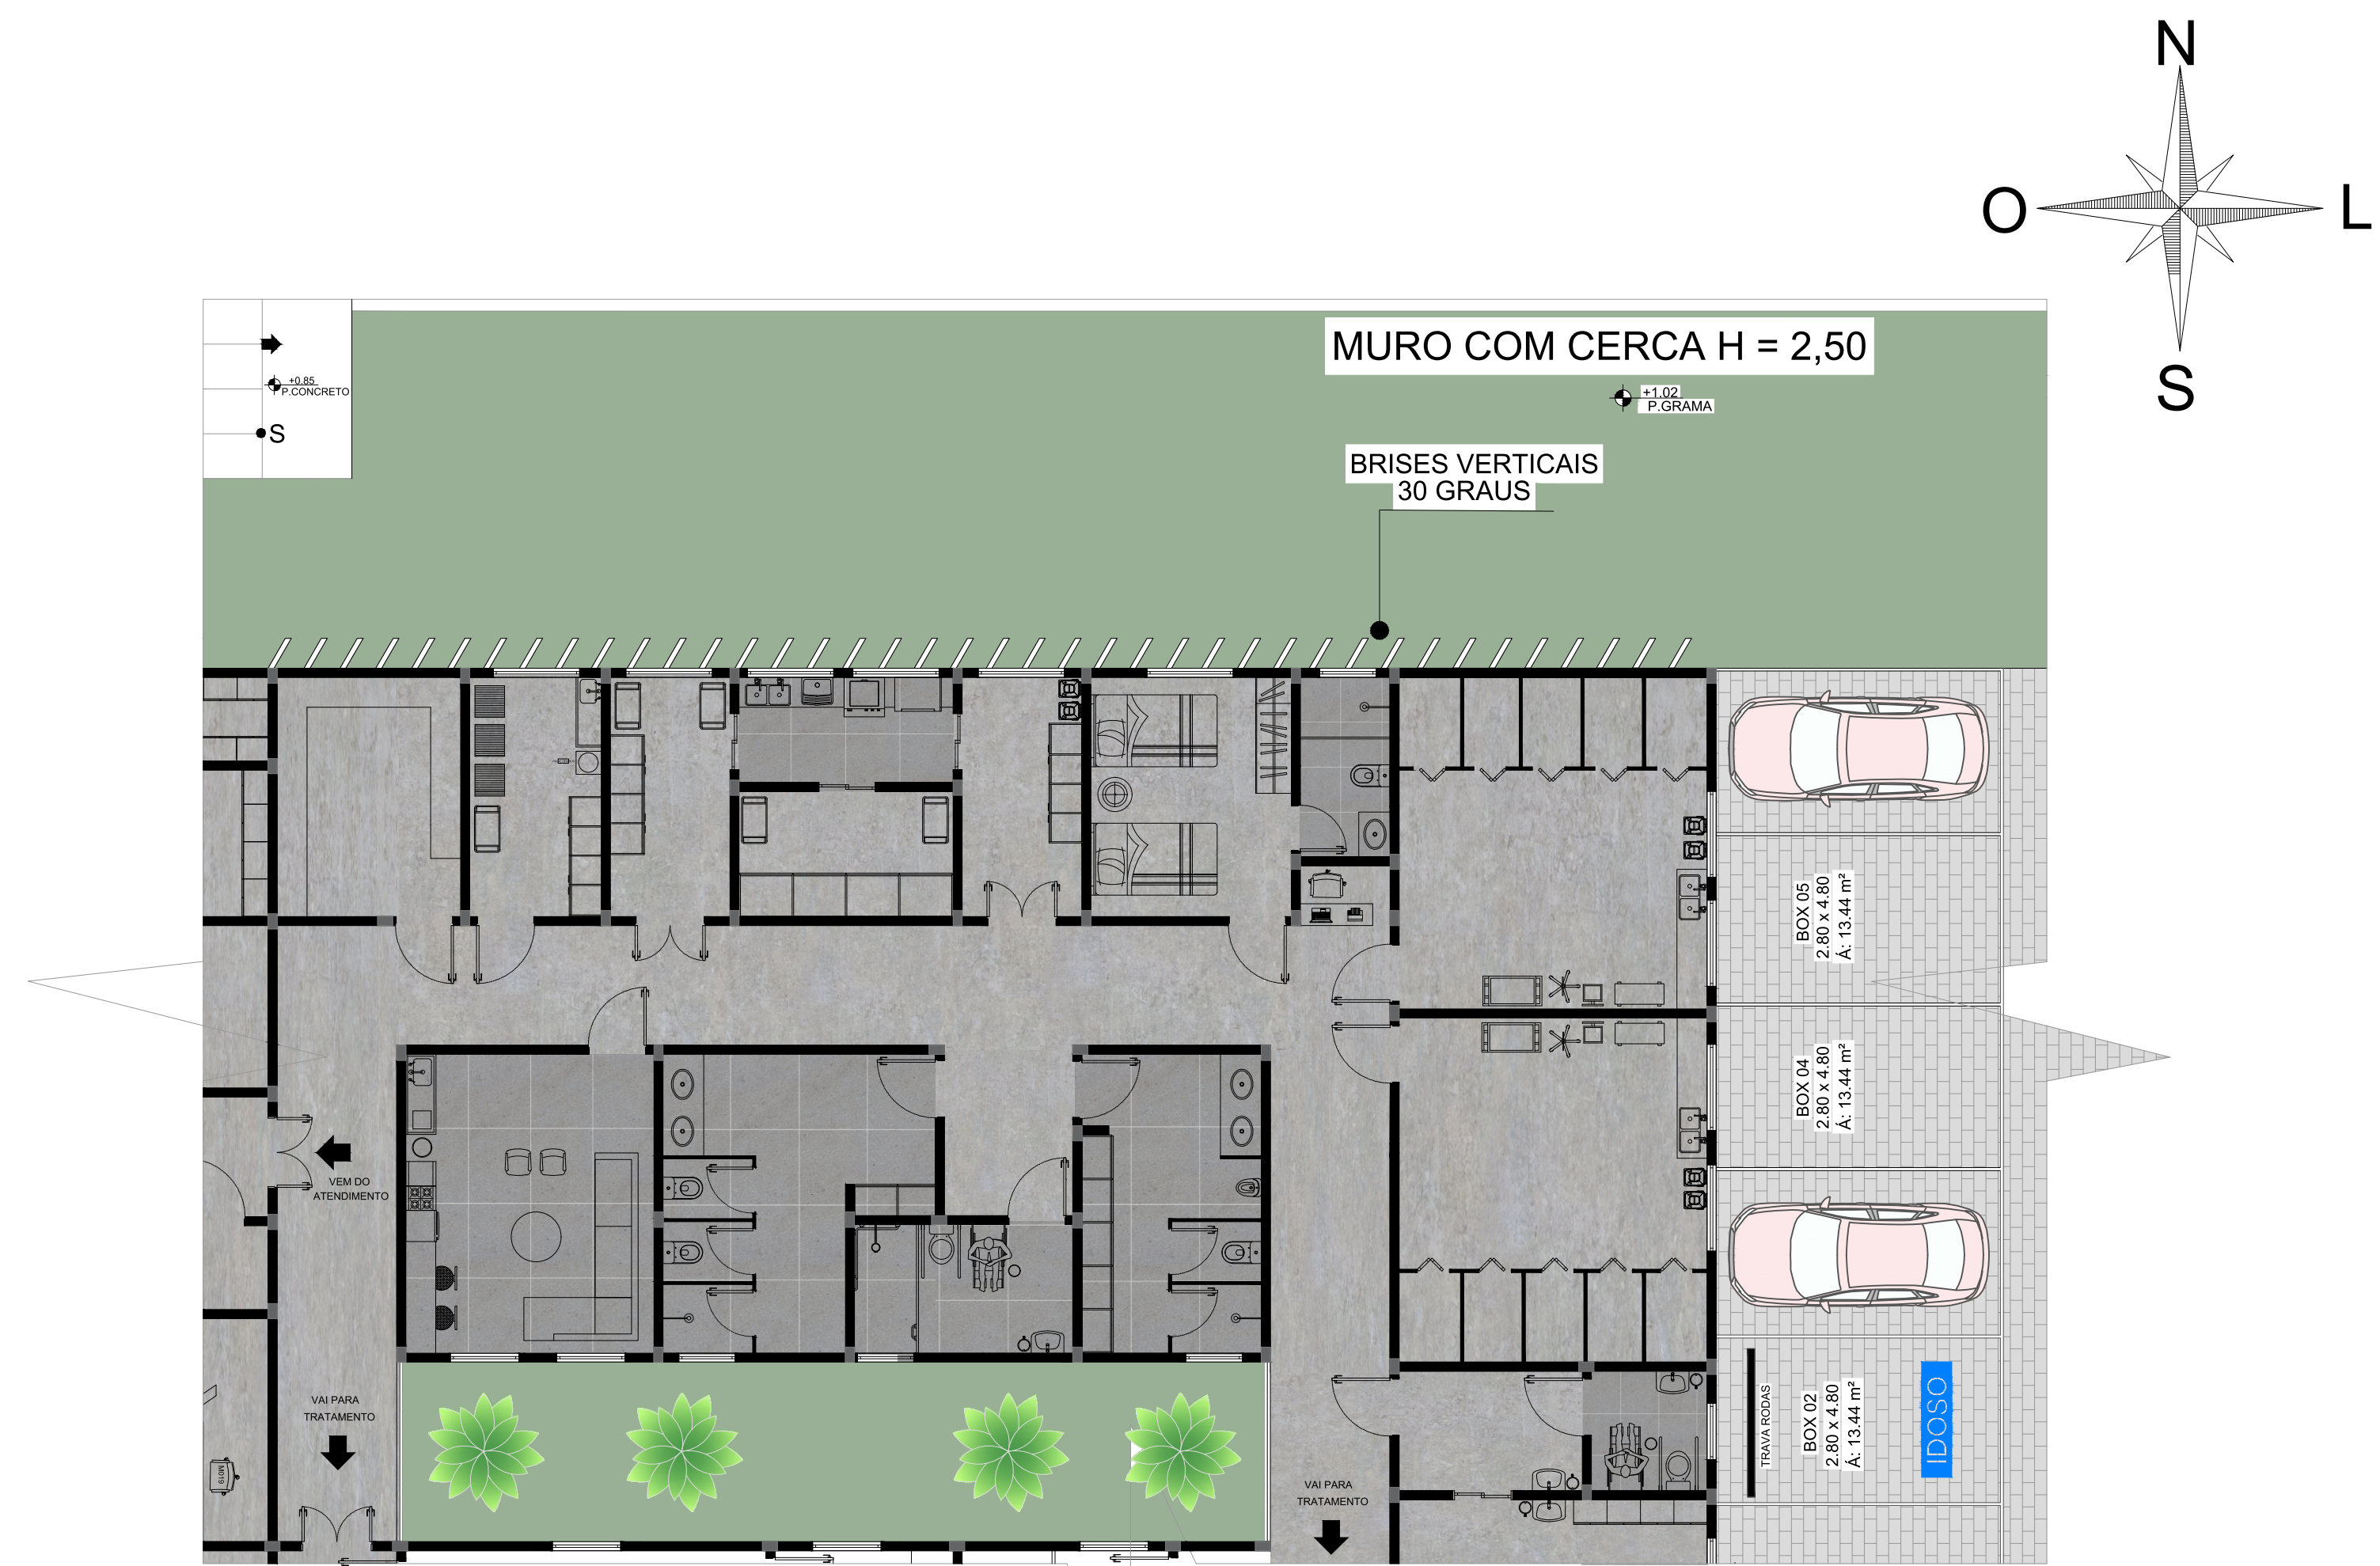 N
O
L
S
MURO COM CERCA H = 2,50
+0.85
P.CONCRETO
+1.02
P.GRAMA
S
BRISES VERTICAIS
30 GRAUS
BOX 05
2.80 x 4.80
Á: 13.44 m²
BOX 04
2.80 x 4.80
Á: 13.44 m²
VEM DO
ATENDIMENTO
VAI PARA
TRATAMENTO
TRAVA RODAS
BOX 02
2.80 x 4.80
Á: 13.44 m²
IDOSO
M019
VAI PARA
TRATAMENTO